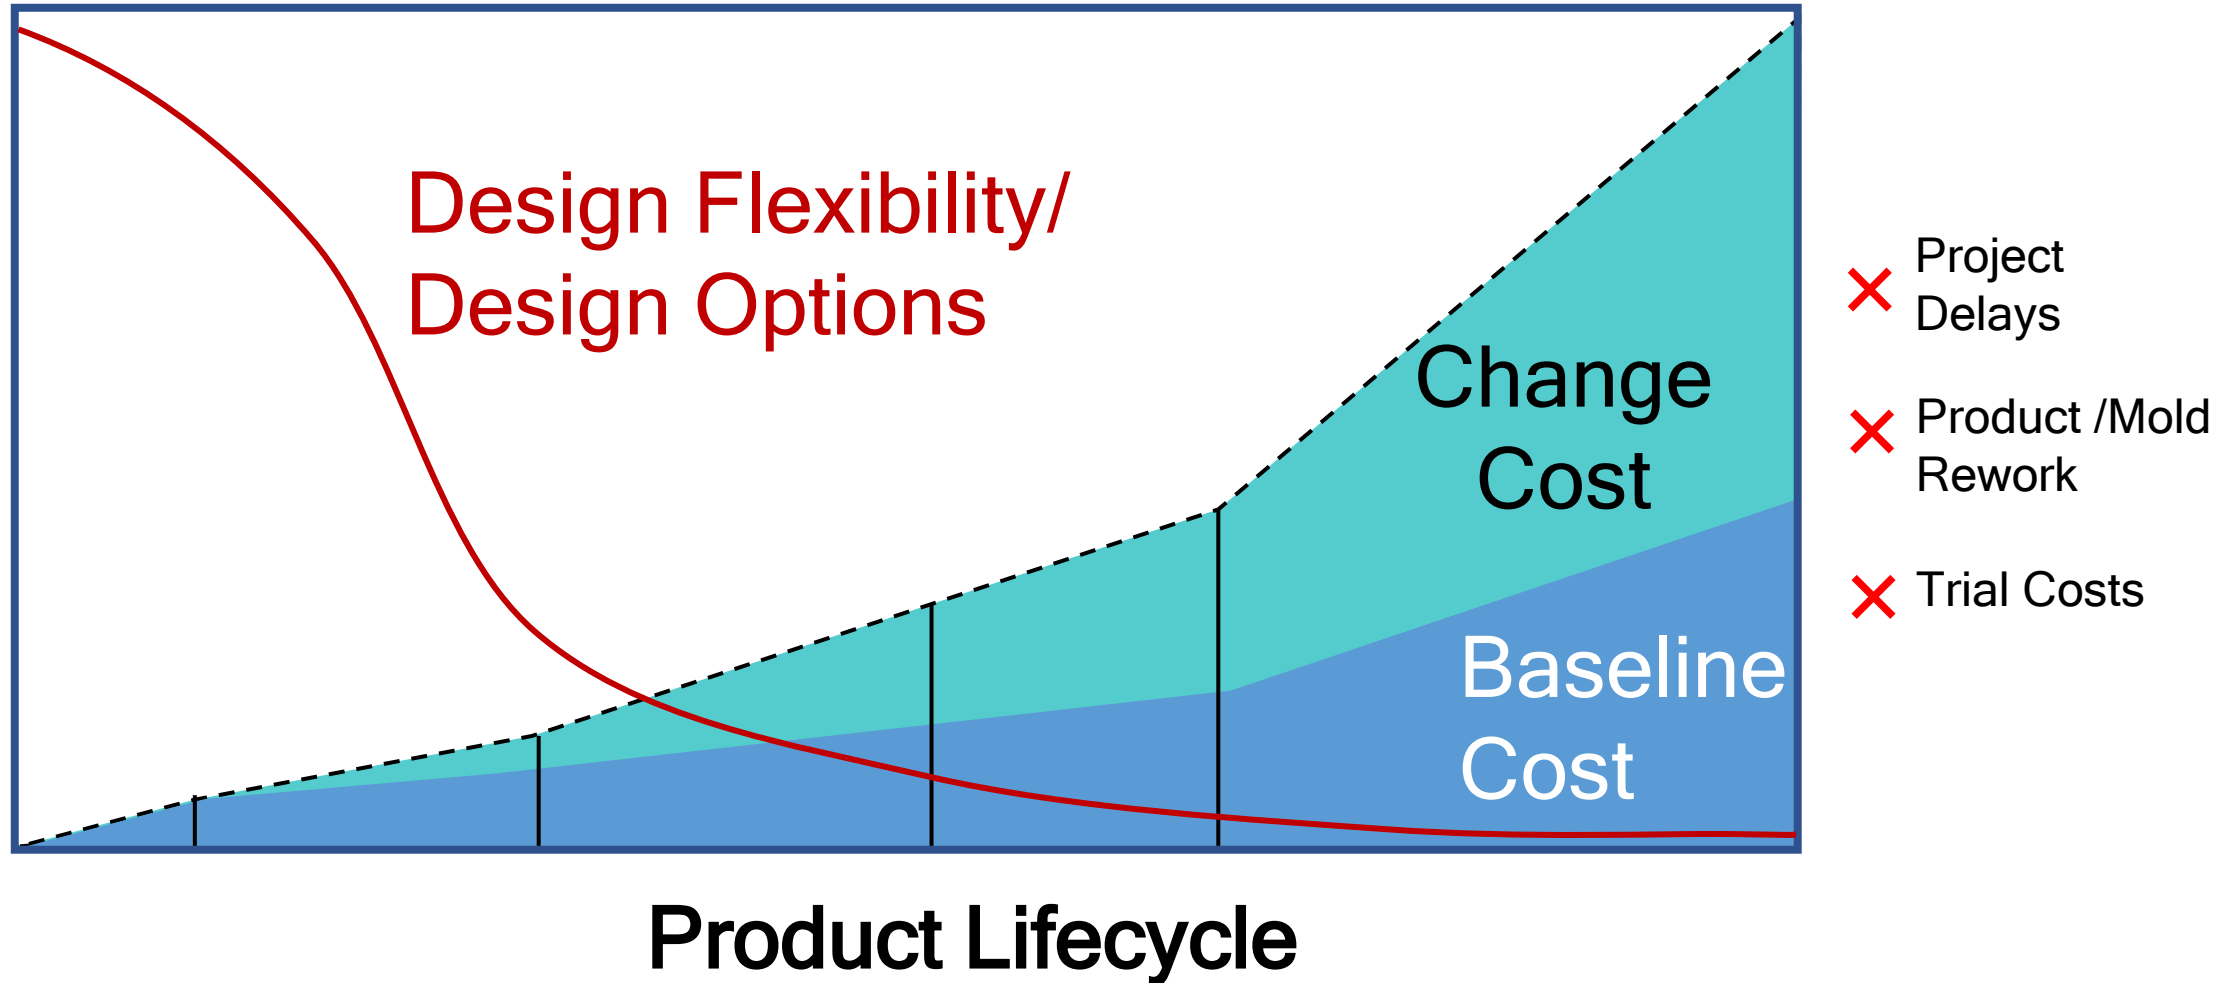 Design Flexibility/
Design Options
Change
Cost
Baseline
Cost
Product Lifecycle
Project
Delays
Product /Mold
Rework
Trial Costs